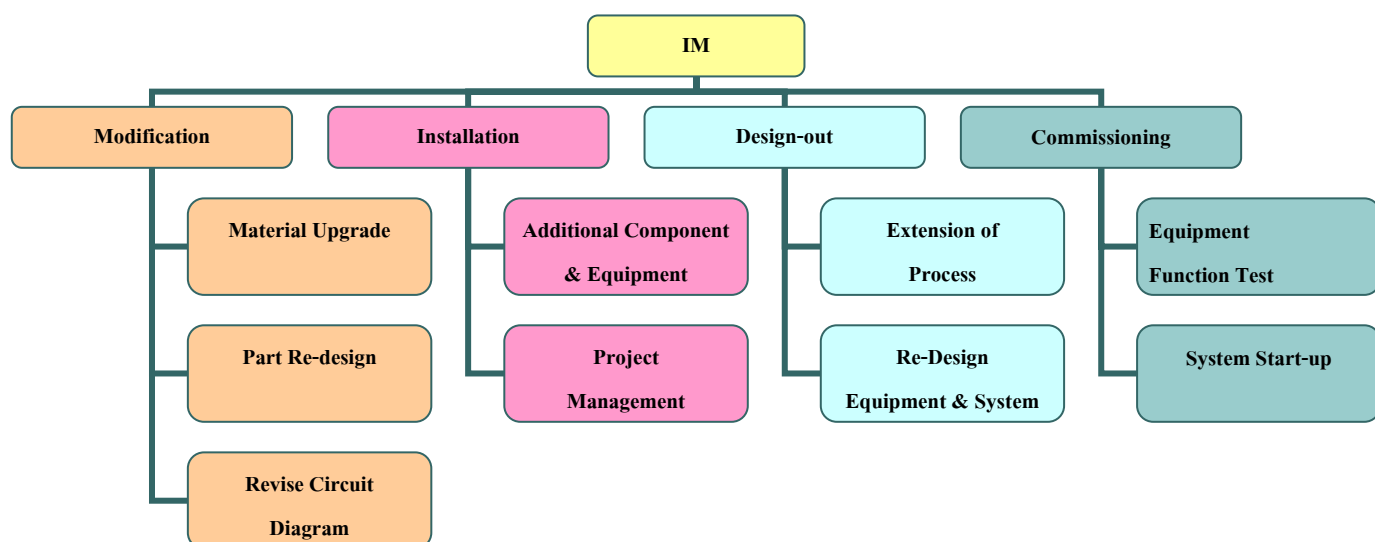 IM
Modification
Installation
Design-out
Commissioning
Material Upgrade
Additional Component
& Equipment
Extension of
Process
Equipment
Function Test
Part Re-design
Project
Management
Re-Design
Equipment & System
System Start-up
Revise Circuit
Diagram